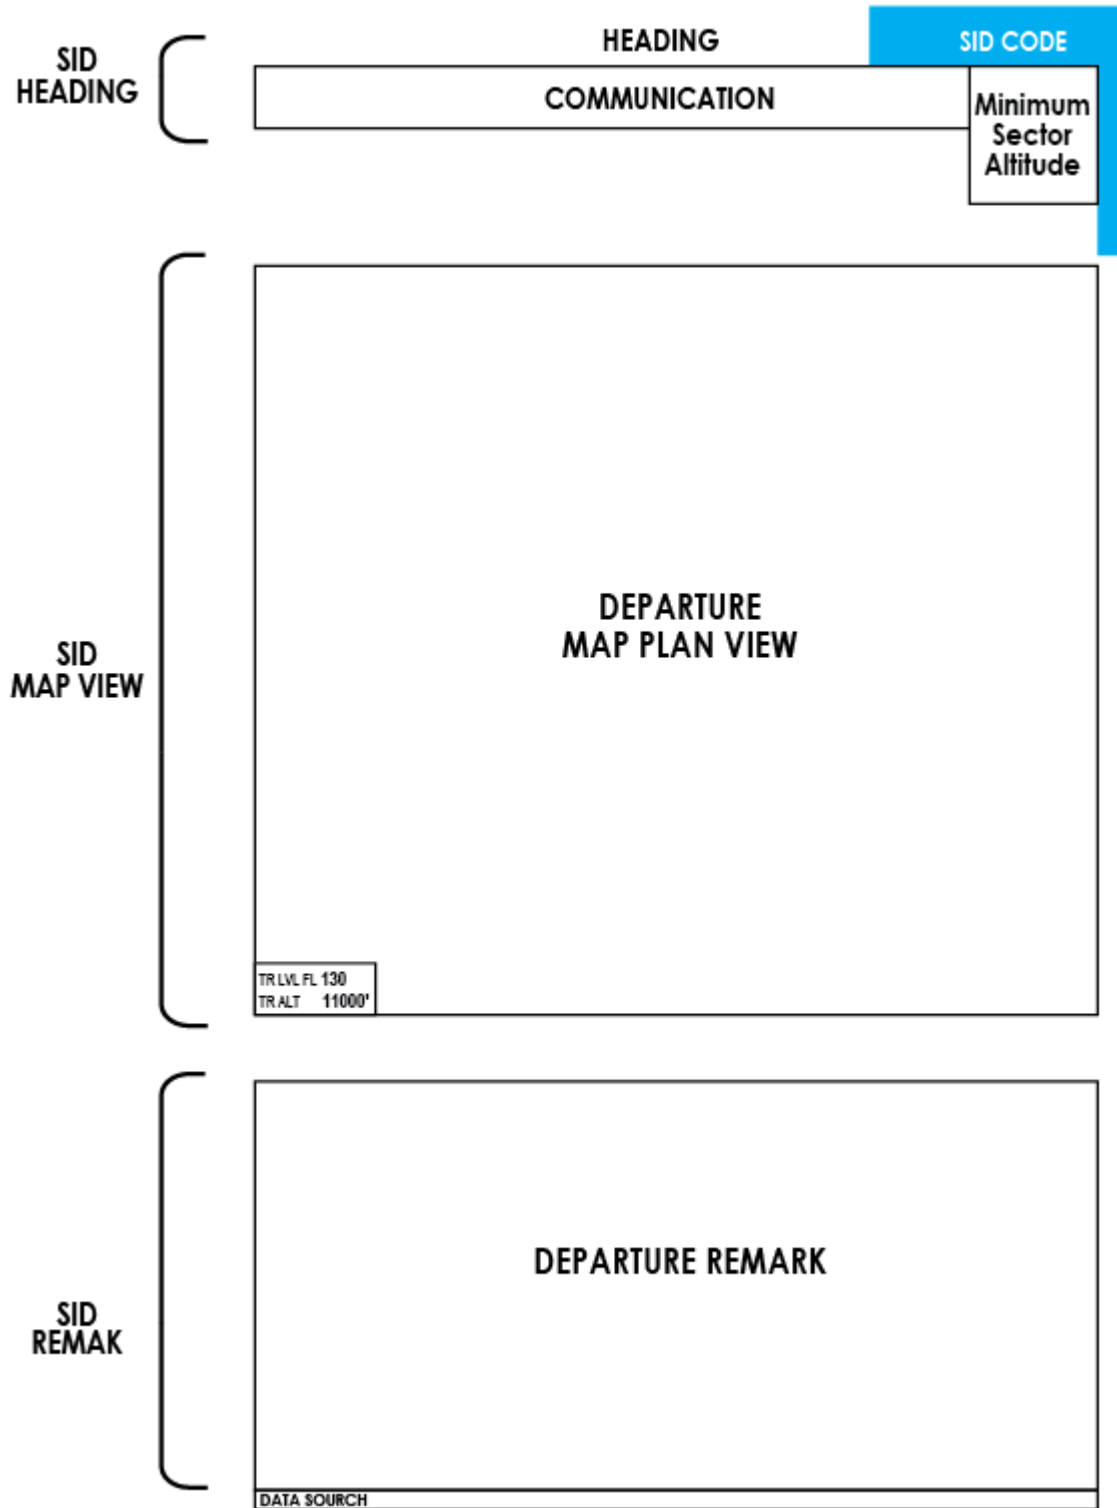 HEADING
SID CODE
SID
HEADING
COMMUNICATION
Minimum
Sector
Altitude
SID
MAP VIEW
DEPARTURE
MAP PLAN VIEW
TR LVL FL 130
TR ALT 11000'
SID
REMAK
DEPARTURE REMARK
DATA SOURCH